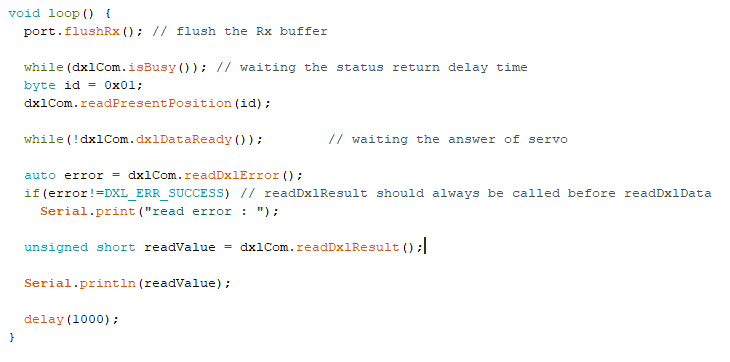 void loop() {
  port.flushRx(); // flush the Rx buffer
  while(dxlCom.isBusy()); // waiting the status return delay time
  byte id = 0x01;
  dxlCom.readPresentPosition(id);
  while(!dxlCom.dxlDataReady());        // waiting the answer of servo
  auto error = dxlCom.readDxlError();
  if(error!=DXL_ERR_SUCCESS) // readDxlResult should always be called before readDxlData
    Serial.print("read error : ");
  unsigned short readValue = dxlCom.readDxlResult();
  Serial.println(readValue);
  delay(1000);
}